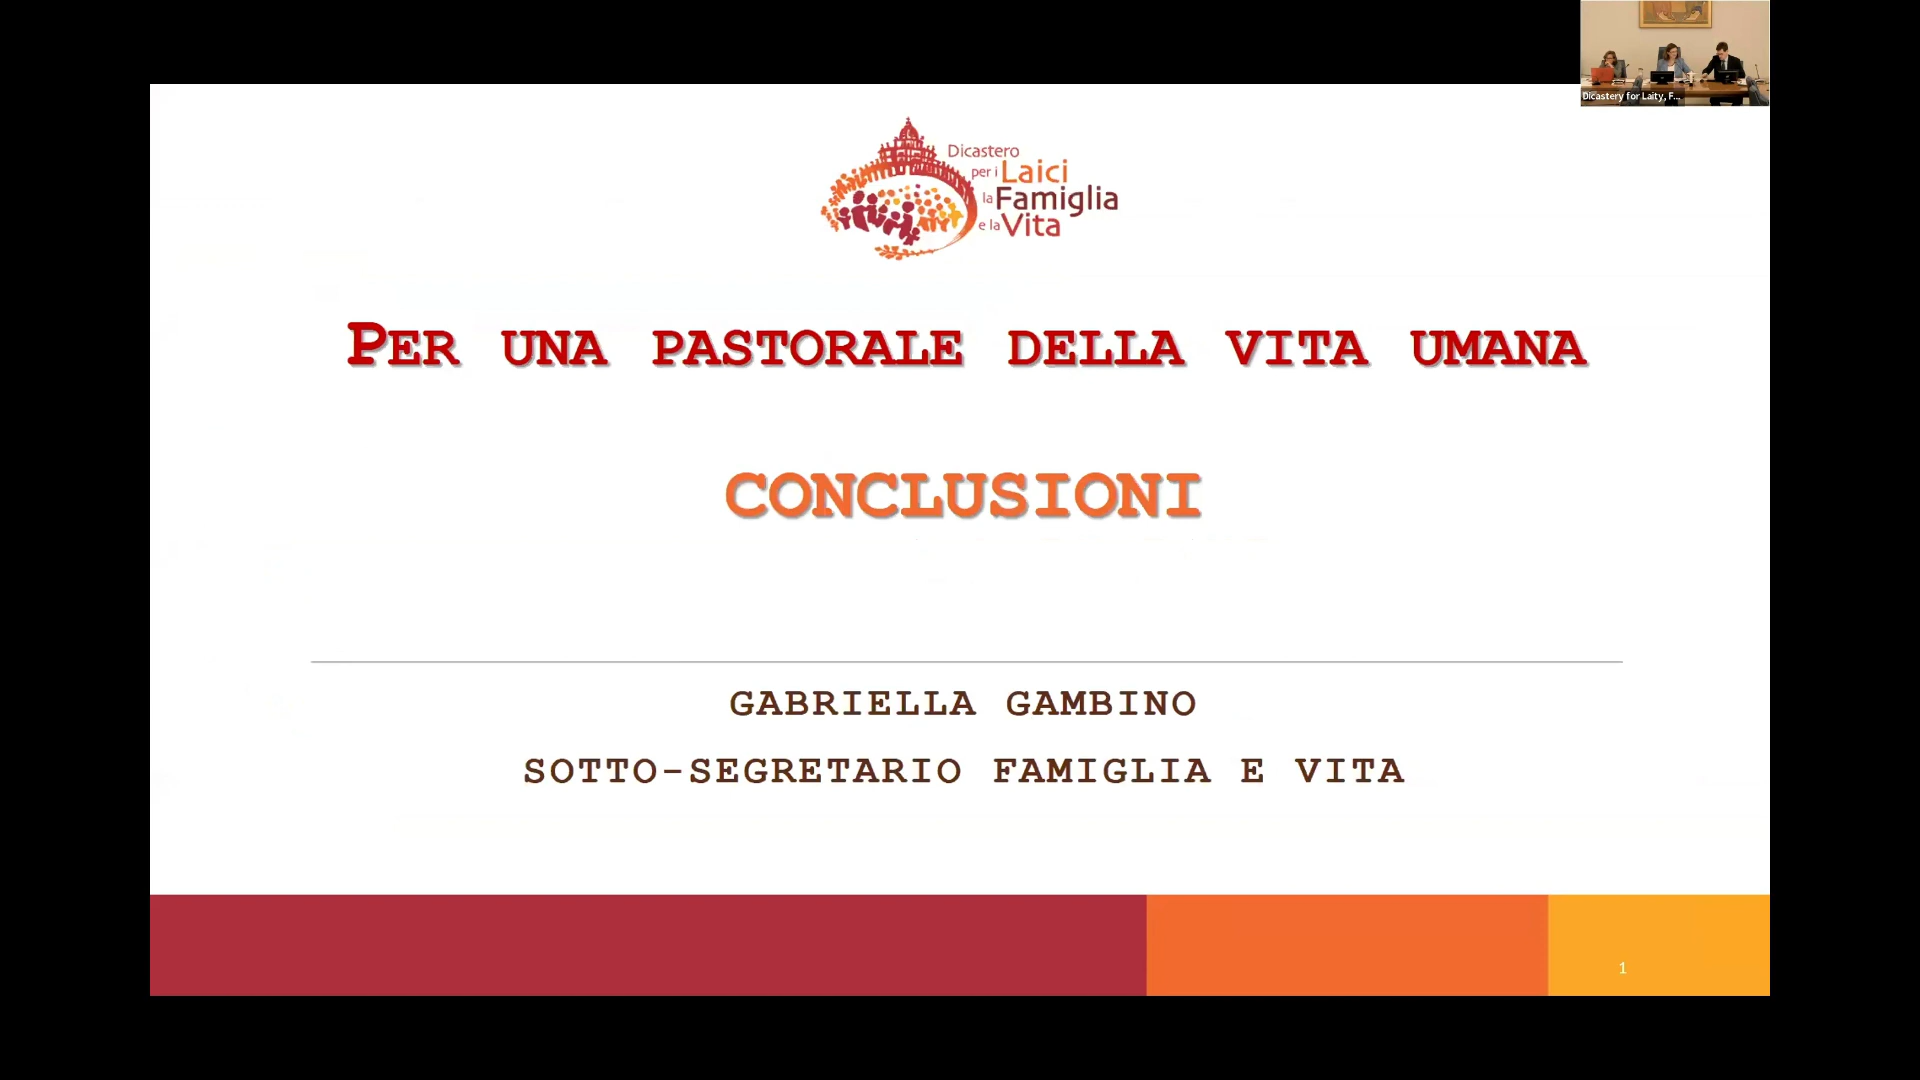 Dicastery for Laity, F...
Dicastero
per i Laici
la Famiglia
e la Vita
PER UNA PASTORALE DELLA VITA UMANA
CONCLUSIONI
GABRIELLA GAMBINO
SOTTO-SEGRETARIO FAMIGLIA E VITA
1